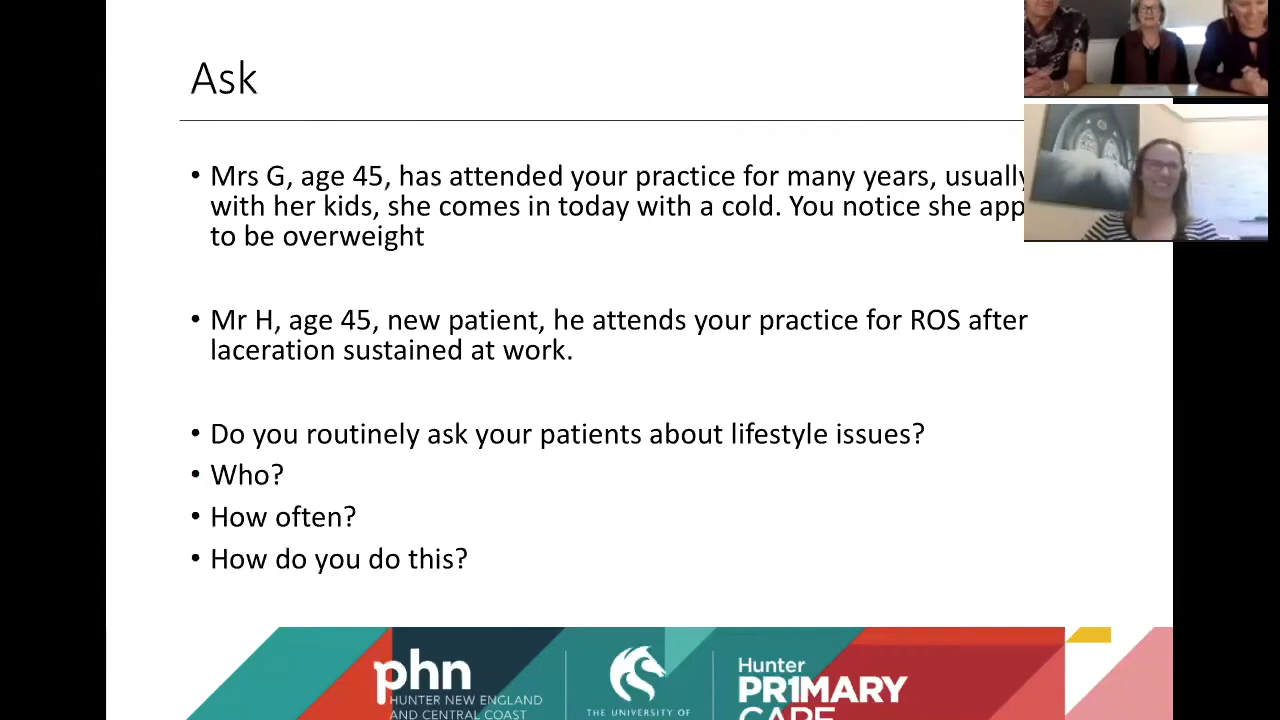 Ask
• Mrs G, age 45, has attended your practice for many years, usually
with her kids, she comes in today with a cold. You notice she app
to be overweight
• Mr H, age 45, new patient, he attends your practice for ROS after
laceration sustained at work.
• Do you routinely ask your patients about lifestyle issues?
• Who?
• How often?
• How do you do this?
phn
HUNTER NEW ENGLAND
AND CENTRAL COAST
THE UNIVERSITY OF
Hunter
PR1MARY
CARE